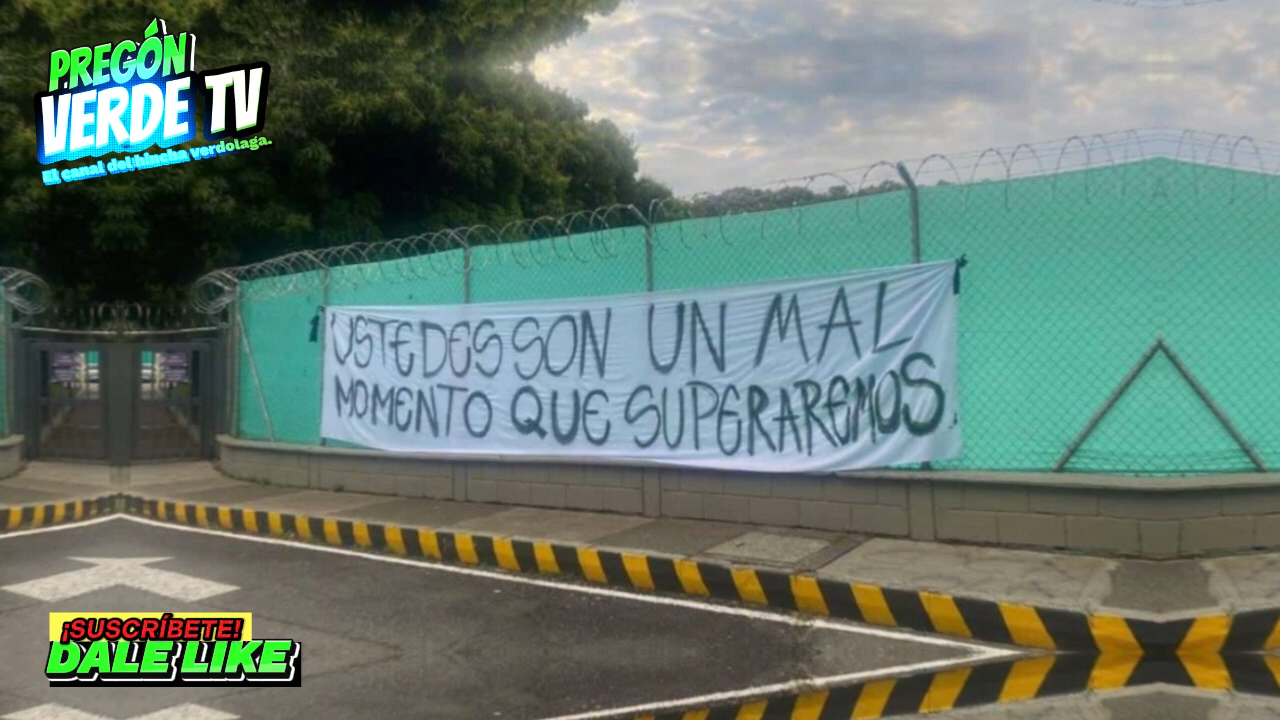 PREGÓN
VERDE TV
El canal del hincha verdolaga.
USTEDES SON UN MAL
MOMENTO QUE SUPERAREMOS.
¡SUSCRÍBETE!
DALE LIKE